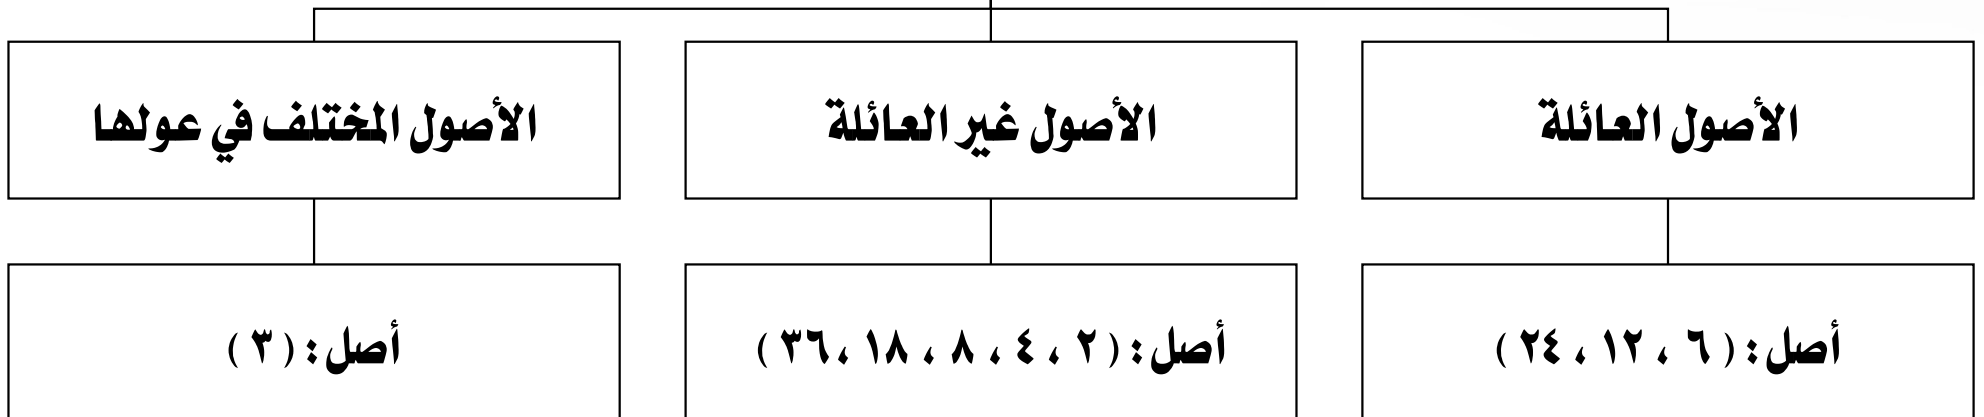 الأصول العائلة
الأصول غير العائلة
الأصول المختلف في عولها
أصل : ( ٦ ، ١٢ ، ٢٤ )
أصل : ( ٢ ، ٤ ، ٨ ، ١٨ ، ٣٦ )
أصل : ( ٣ )